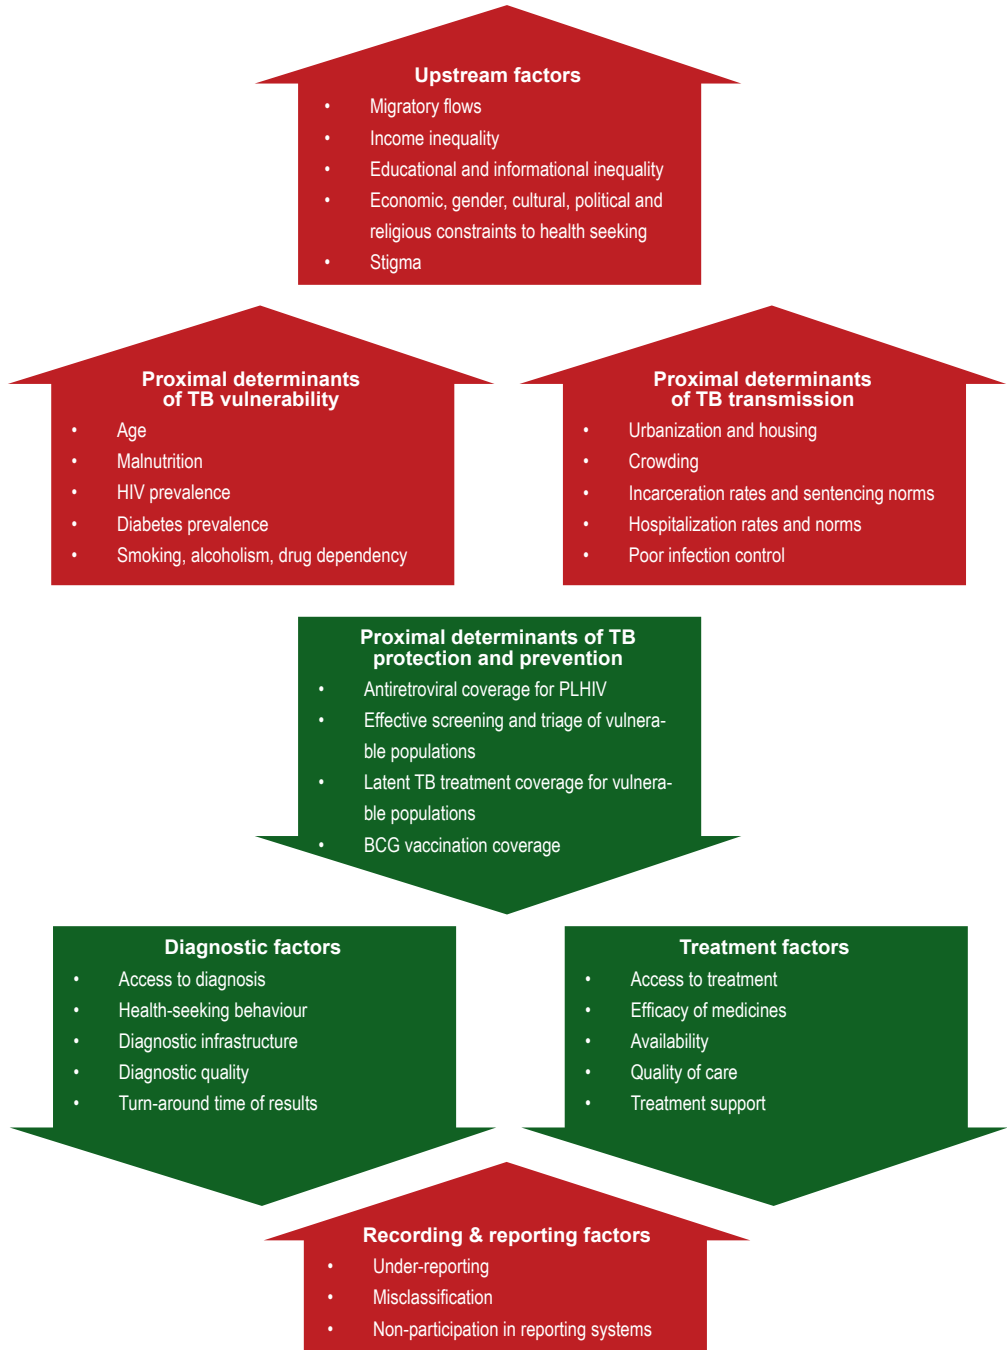 Upstream factors
• Migratory flows
• Income inequality
• Educational and informational inequality
• Economic, gender, cultural, political and
religious constraints to health seeking
• Stigma
Proximal determinants
of TB vulnerability
• Age
• Malnutrition
• HIV prevalence
• Diabetes prevalence
• Smoking, alcoholism, drug dependency
Proximal determinants
of TB transmission
• Urbanization and housing
• Crowding
• Incarceration rates and sentencing norms
• Hospitalization rates and norms
• Poor infection control
Proximal determinants of TB
protection and prevention
• Antiretroviral coverage for PLHIV
• Effective screening and triage of vulnera-
ble populations
• Latent TB treatment coverage for vulnera-
ble populations
• BCG vaccination coverage
Diagnostic factors
• Access to diagnosis
• Health-seeking behaviour
• Diagnostic infrastructure
• Diagnostic quality
• Turn-around time of results
Treatment factors
• Access to treatment
• Efficacy of medicines
• Availability
• Quality of care
• Treatment support
Recording & reporting factors
• Under-reporting
• Misclassification
• Non-participation in reporting systems